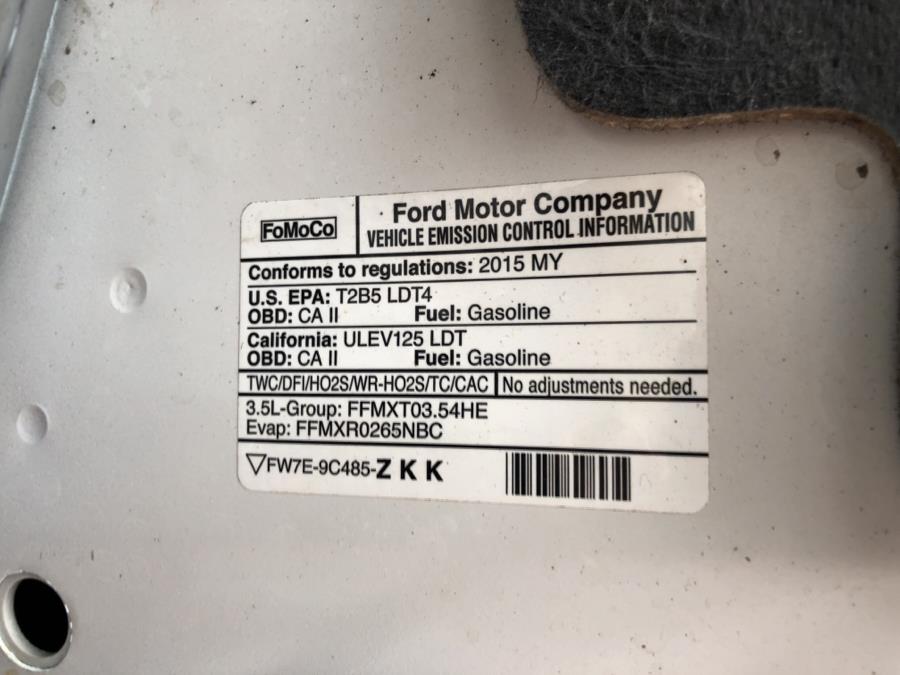 FoMoCo
Ford Motor Company
VEHICLE EMISSION CONTROL INFORMATION
Conforms to regulations: 2015 MY
U.S. EPA: T2B5 LDT4
OBD: CA II Fuel: Gasoline
California: ULEV125 LDT
OBD: CA II Fuel: Gasoline
TWC/DFI/HO2S/WR-HO2S/TC/CAC No adjustments needed.
3.5L-Group: FFMXT03.54HE
Evap: FFMXR0265NBC
▽FW7E-9C485-Z K K